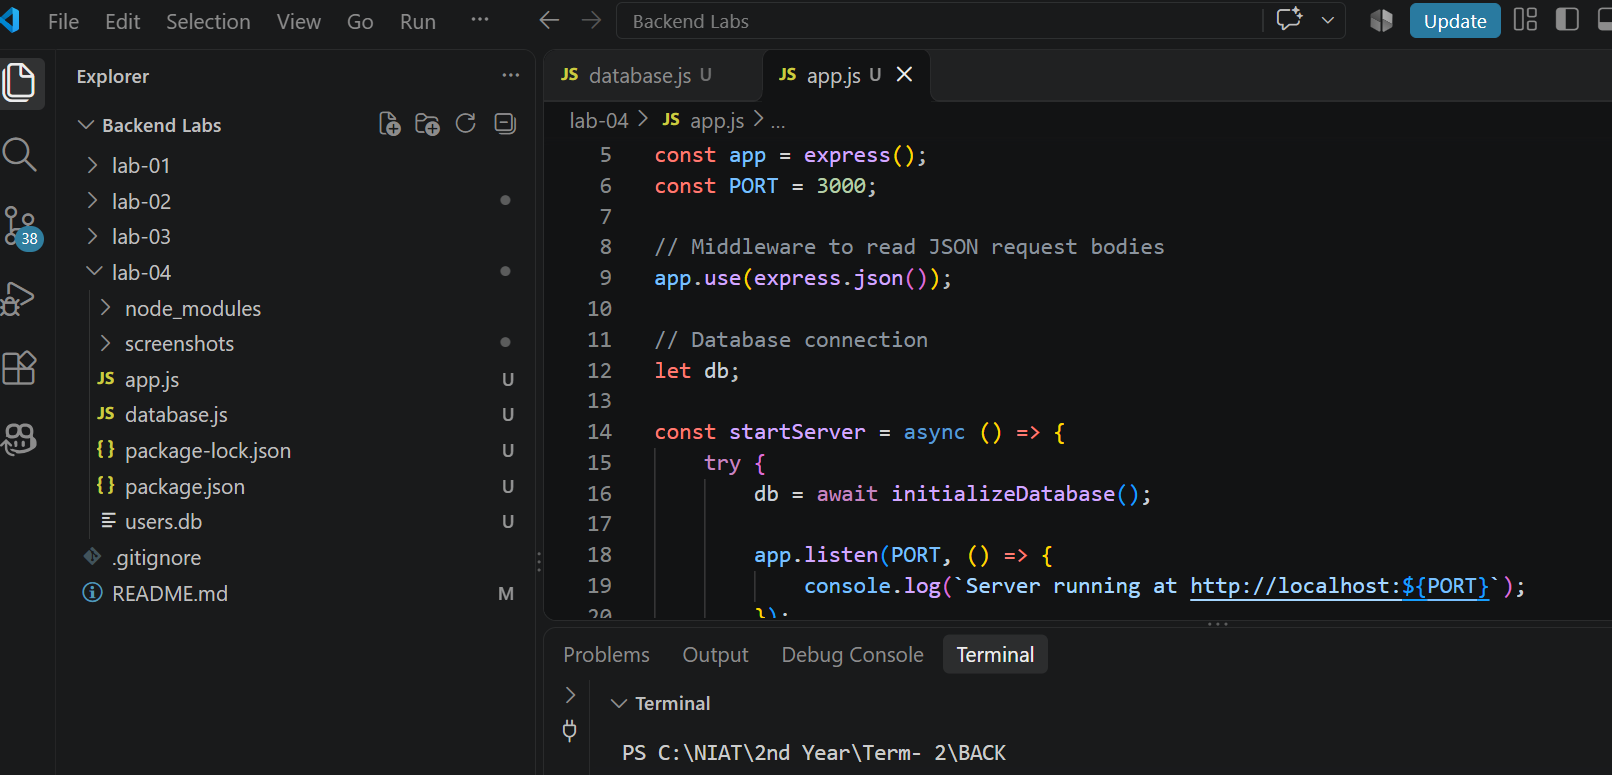 File Edit Selection View Go Run ...
Backend Labs
Update
Explorer
...
Backend Labs
lab-01
lab-02
lab-03
lab-04
node_modules
screenshots
JS app.js U
JS database.js U
{} package-lock.json U
{} package.json U
users.db U
.gitignore
README.md M
38
JS database.js U
JS app.js U
lab-04 > JS app.js > ...
5 const app = express();
6 const PORT = 3000;
7
8 // Middleware to read JSON request bodies
9 app.use(express.json());
10
11 // Database connection
12 let db;
13
14 const startServer = async () => {
15 try {
16 db = await initializeDatabase();
17
18 app.listen(PORT, () => {
19 console.log(`Server running at http://localhost:${PORT}`);
20 });
Problems Output Debug Console Terminal
Terminal
PS C:\NIAT\2nd Year\Term- 2\BACK